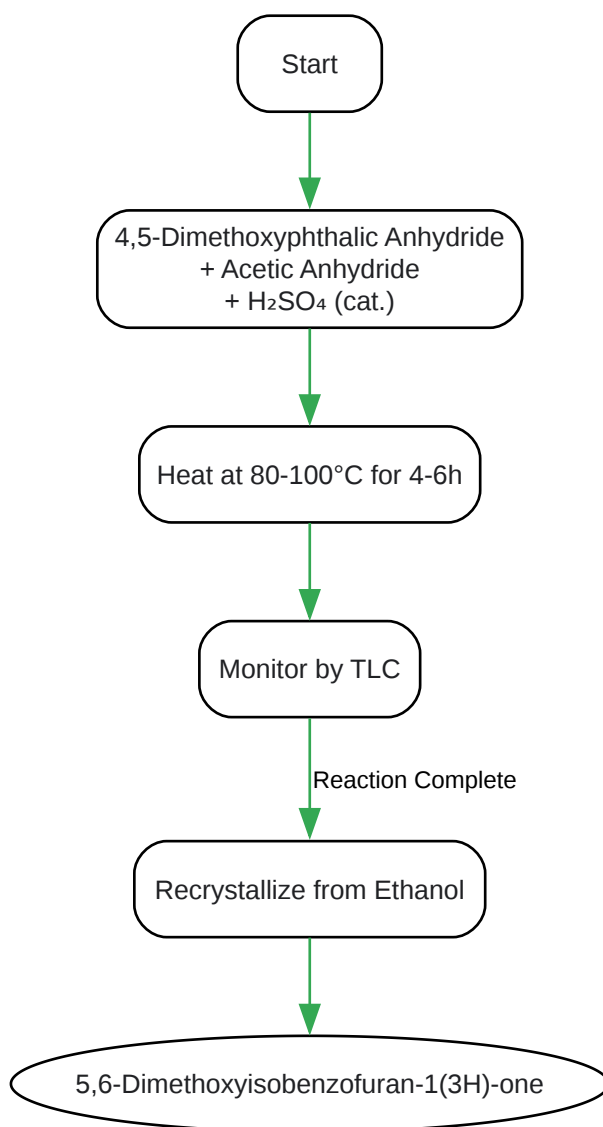 Start
4,5-Dimethoxyphthalic Anhydride
+ Acetic Anhydride
+ H₂SO₄ (cat.)
Heat at 80-100°C for 4-6h
Monitor by TLC
Reaction Complete
Recrystallize from Ethanol
5,6-Dimethoxyisobenzofuran-1(3H)-one